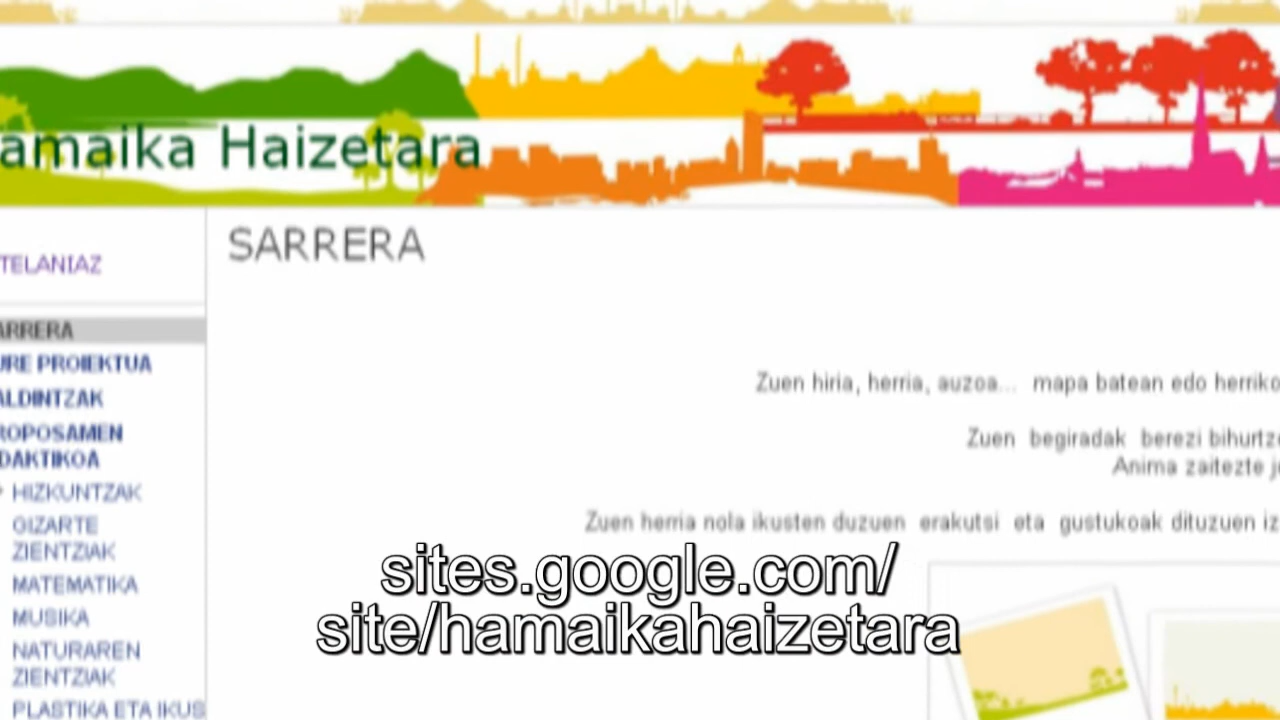 amaika Haizetara
SARRERA
TELANIAZ
ARRERA
URE PROIEKTUA
ALDINTZAK
ROPOSAMEN
DAKTIKOA
HIZKUNTZAK
GIZARTE
ZIENTZIAK
MATEMATIKA
MUSIKA
NATURAREN
ZIENTZIAK
PLASTIKA ETA IKUS
Zuen hiria, herria, auzoa... mapa batean edo herriko
Zuen begiradak berezi bihurtze
Anima zaitezte je
Zuen herria nola ikusten duzuen erakutsi eta gustukoak dituzuen iz
sites.google.com/
site/hamaikahaizetara